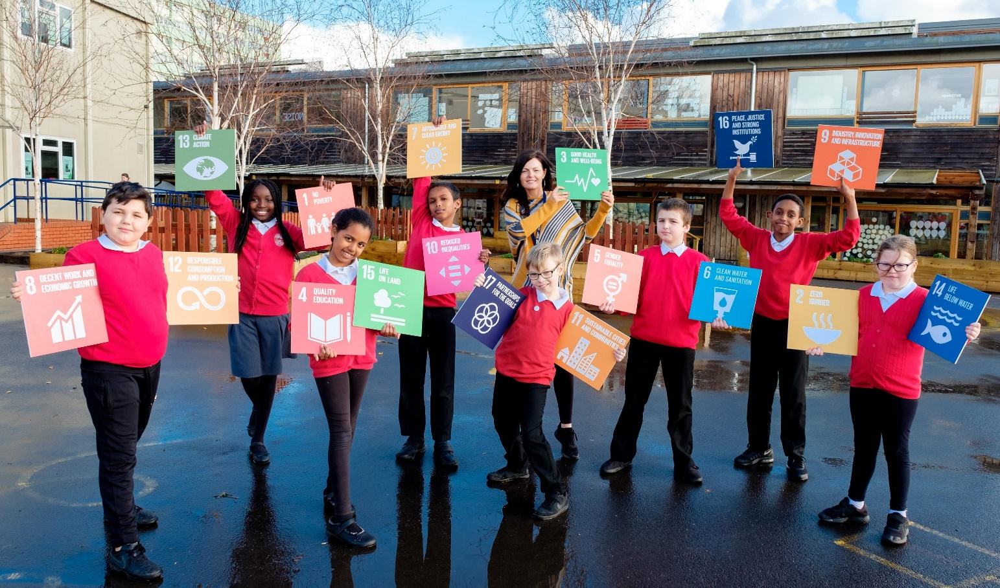 13 CLIMATE
ACTION
7 AFFORDABLE AND
CLEAN ENERGY
3 GOOD HEALTH
AND WELL-BEING
16 PEACE, JUSTICE
AND STRONG
INSTITUTIONS
9 INDUSTRY, INNOVATION
AND INFRASTRUCTURE
1 NO
POVERTY
8 DECENT WORK AND
ECONOMIC GROWTH
12 RESPONSIBLE
CONSUMPTION
AND PRODUCTION
4 QUALITY
EDUCATION
15 LIFE
ON LAND
10 REDUCED
INEQUALITIES
17 PARTNERSHIPS
FOR THE GOALS
11 SUSTAINABLE CITIES
AND COMMUNITIES
5 GENDER
EQUALITY
6 CLEAN WATER
AND SANITATION
2 ZERO
HUNGER
14 LIFE
BELOW WATER